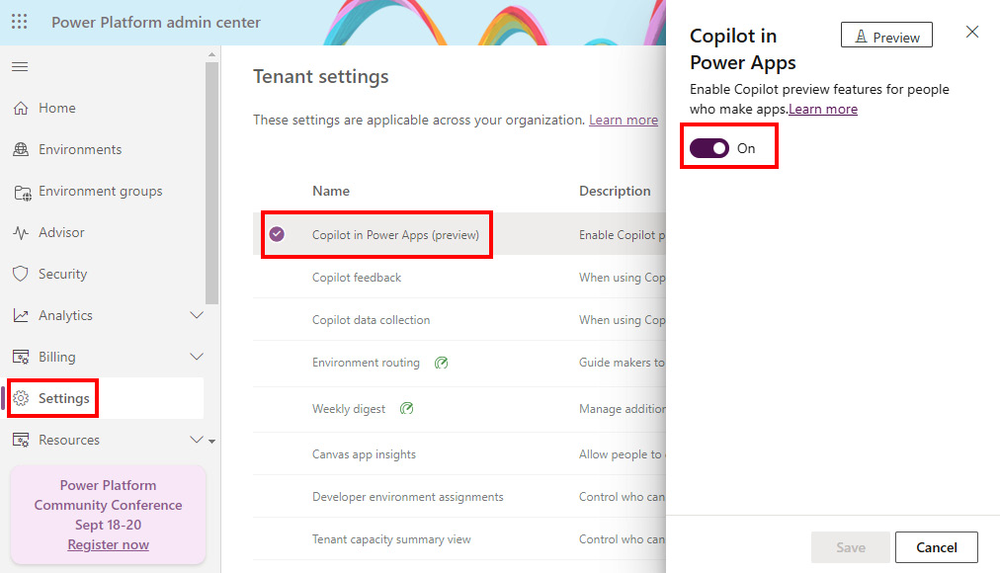 Power Platform admin center
Home
Environments
Environment groups
Advisor
Security
Analytics
Billing
Settings
Resources
Power Platform
Community Conference
Sept 18-20
Register now
Tenant settings
These settings are applicable across your organization. Learn more
Name Description
Copilot in Power Apps (preview) Enable Copilot p
Copilot feedback When using Cop
Copilot data collection When using Cop
Environment routing Guide makers to
Weekly digest Manage addition
Canvas app insights Allow people to
Developer environment assignments Control who can
Tenant capacity summary view Control who can
Copilot in
Power Apps
Preview
Enable Copilot preview features for people
who make apps.Learn more
On
Save Cancel